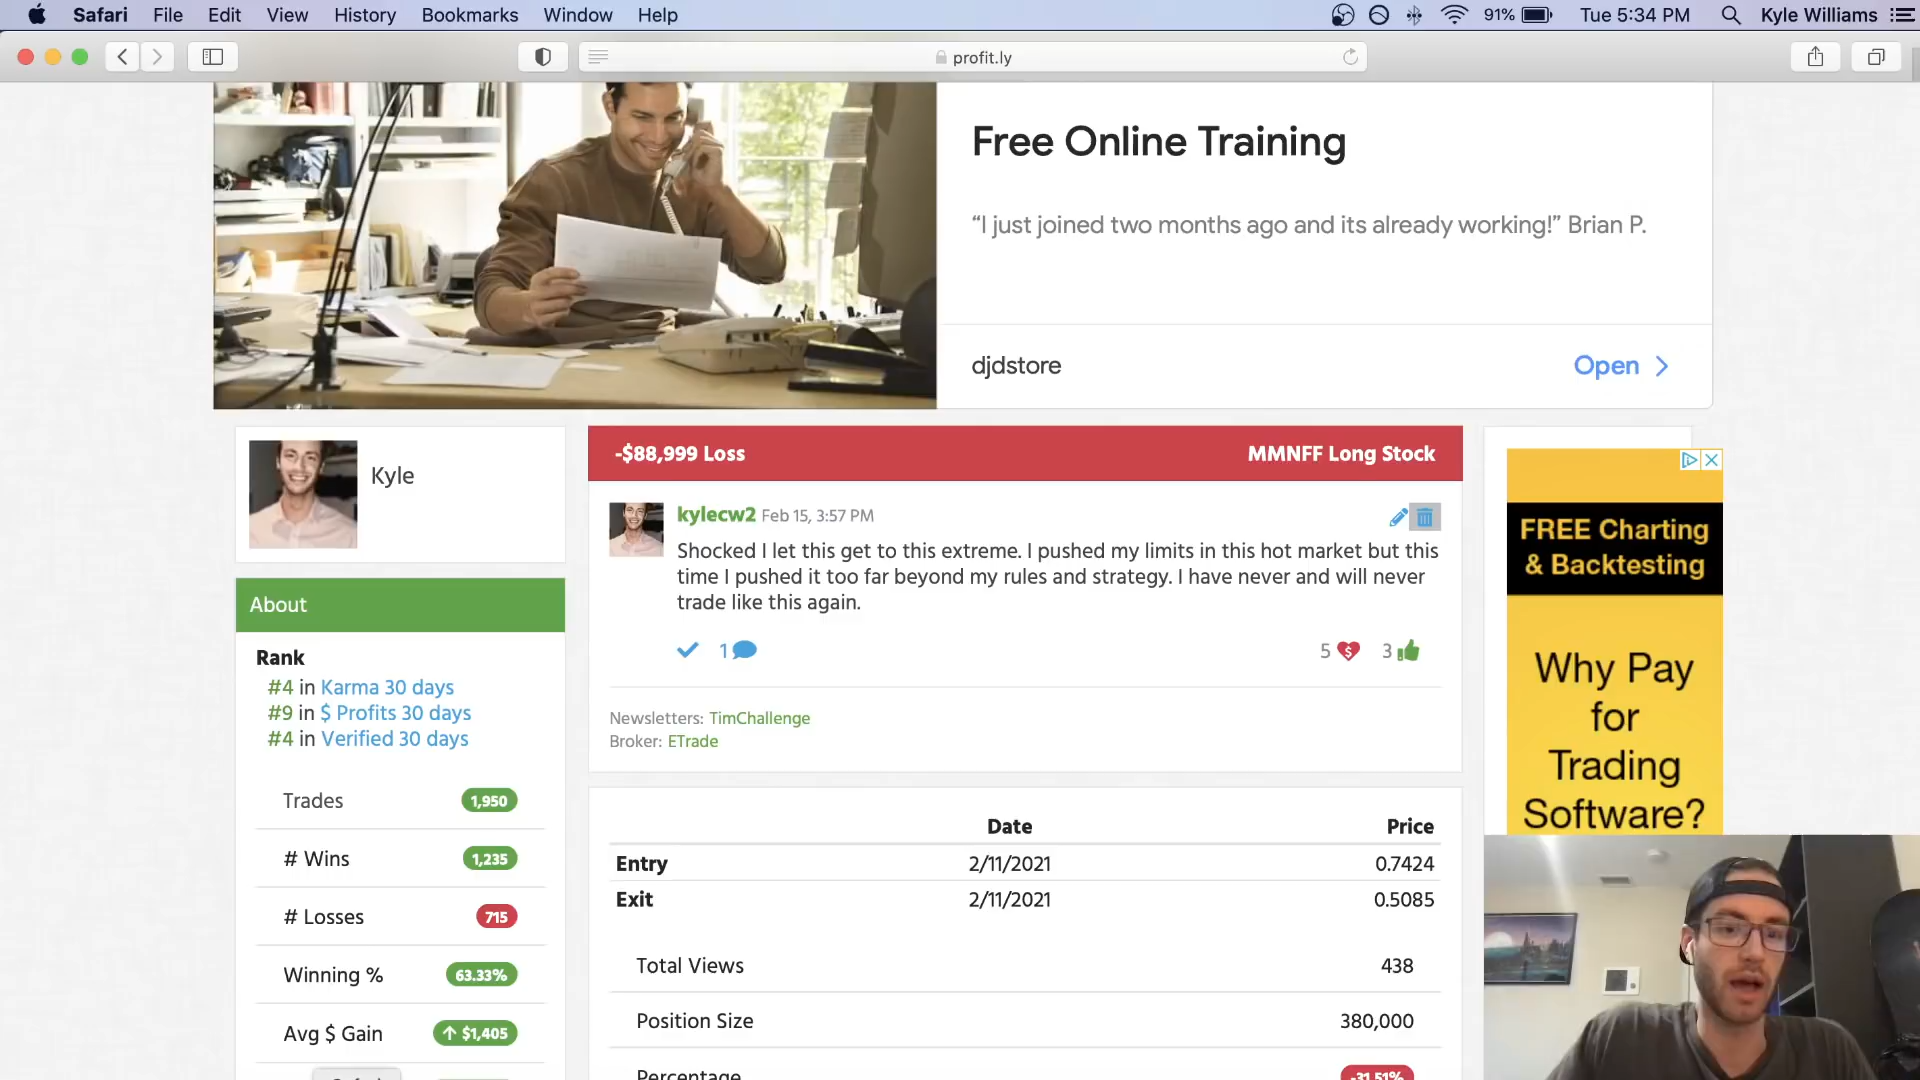 Safari File Edit View History Bookmarks Window Help 91% Tue 5:34 PM Kyle Williams
profit.ly
Free Online Training
“I just joined two months ago and its already working!” Brian P.
djdstore Open
Kyle
About
Rank
#4 in Karma 30 days
#9 in $ Profits 30 days
#4 in Verified 30 days
Trades 1,950
# Wins 1,235
# Losses 715
Winning % 63.33%
Avg $ Gain $1,405
-$88,999 Loss MMNFF Long Stock
kylecw2 Feb 15, 3:57 PM
Shocked I let this get to this extreme. I pushed my limits in this hot market but this
time I pushed it too far beyond my rules and strategy. I have never and will never
trade like this again.
1 5 3
Newsletters: TimChallenge
Broker: ETrade
Date Price
Entry 2/11/2021 0.7424
Exit 2/11/2021 0.5085
Total Views 438
Position Size 380,000
Percentage -31.51%
FREE Charting
& Backtesting
Why Pay
for
Trading
Software?